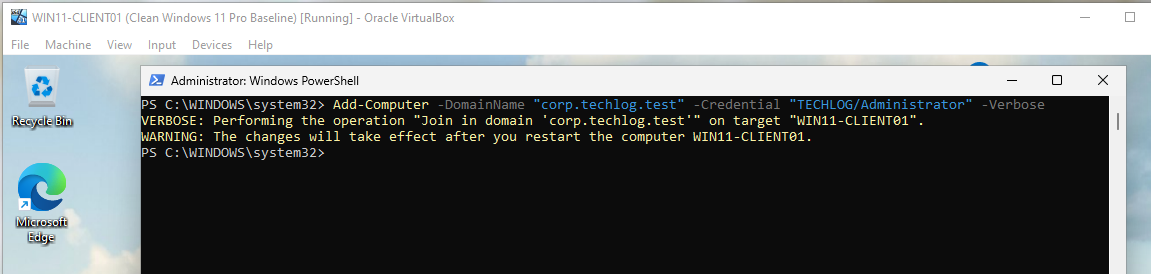 WIN11-CLIENT01 (Clean Windows 11 Pro Baseline) [Running] - Oracle VirtualBox
File Machine View Input Devices Help
Recycle Bin
Microsoft
Edge
Administrator: Windows PowerShell
PS C:\WINDOWS\system32> Add-Computer -DomainName "corp.techlog.test" -Credential "TECHLOG/Administrator" -Verbose
VERBOSE: Performing the operation "Join in domain 'corp.techlog.test'" on target "WIN11-CLIENT01".
WARNING: The changes will take effect after you restart the computer WIN11-CLIENT01.
PS C:\WINDOWS\system32>